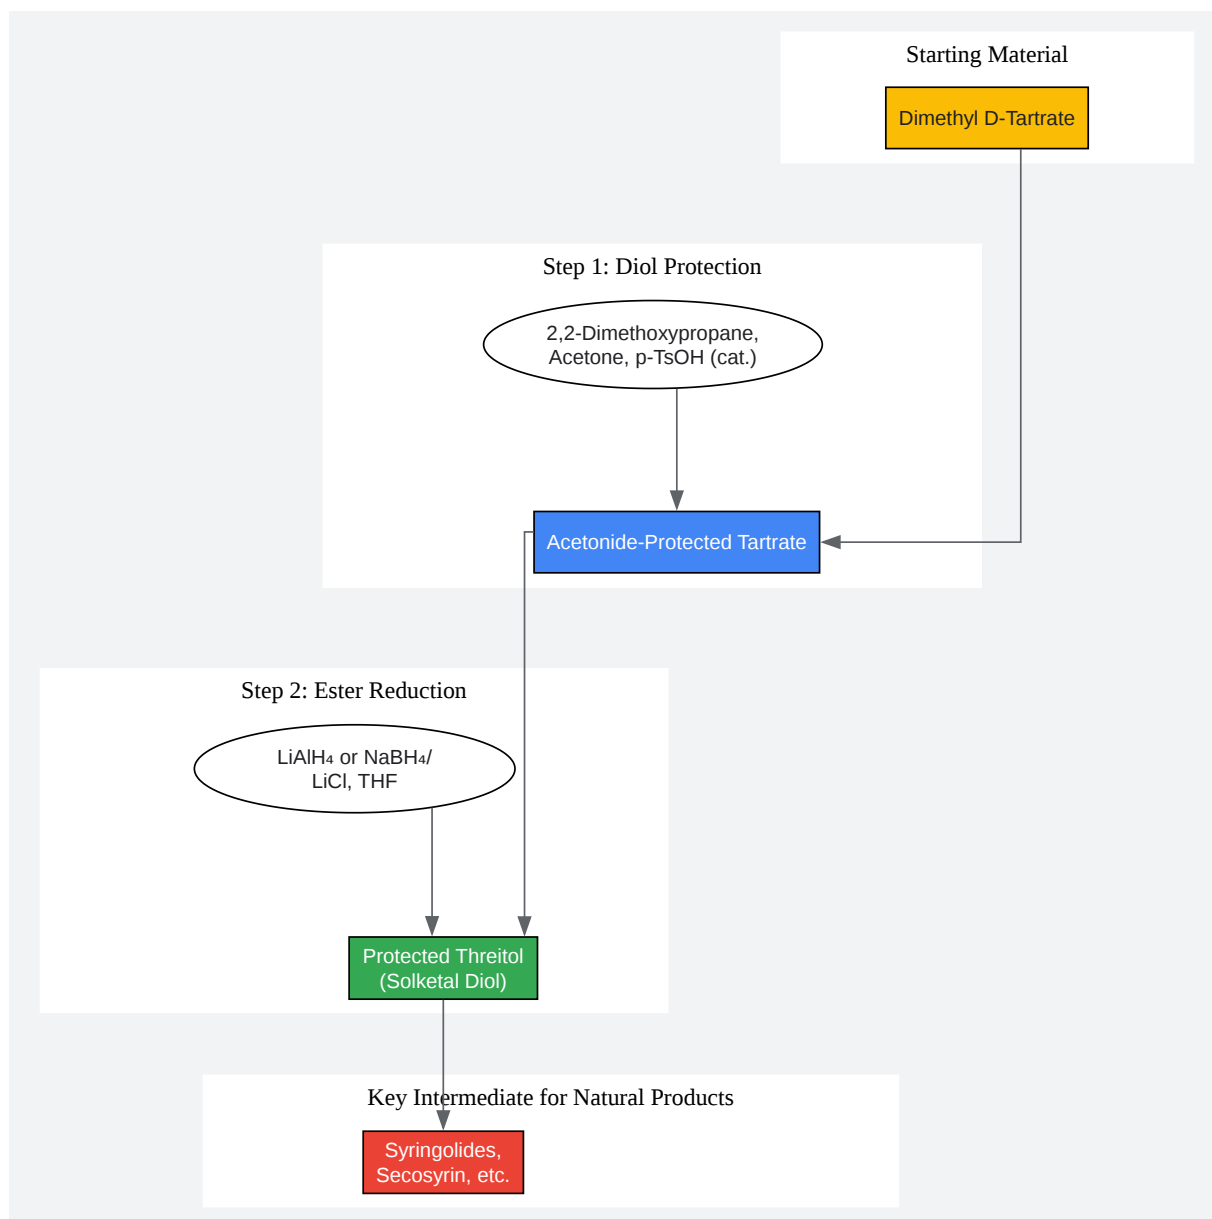 Starting Material
Dimethyl D-Tartrate
Step 1: Diol Protection
2,2-Dimethoxypropane,
Acetone, p-TsOH (cat.)
Acetonide-Protected Tartrate
Step 2: Ester Reduction
LiAlH₄ or NaBH₄/
LiCl, THF
Protected Threitol
(Solketal Diol)
Key Intermediate for Natural Products
Syringolides,
Secosyrin, etc.